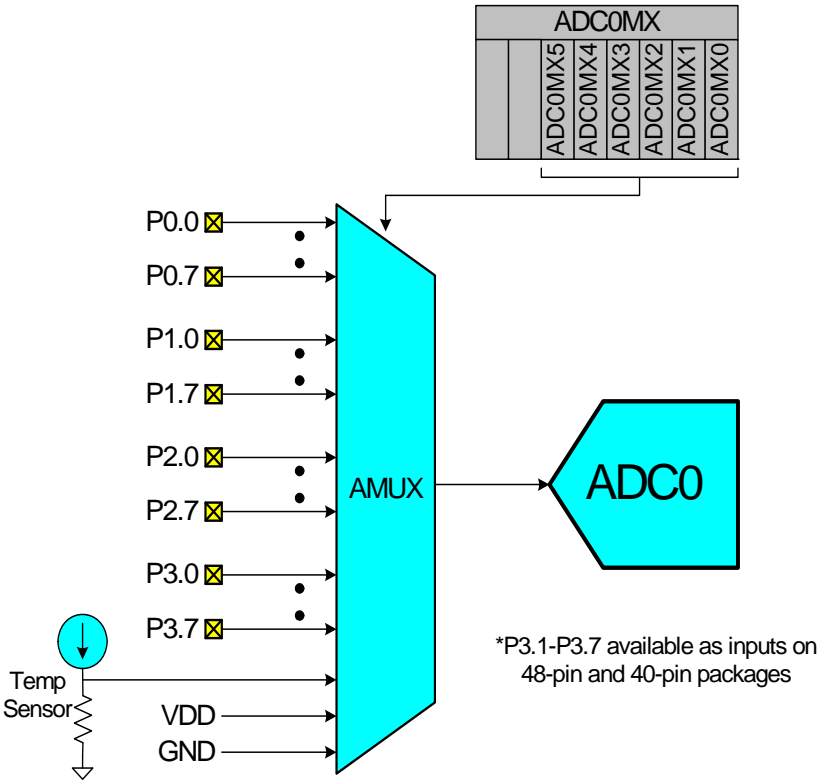 ADC0MX
ADC0MX5
ADC0MX4
ADC0MX3
ADC0MX2
ADC0MX1
ADC0MX0
P0.0
P0.7
P1.0
P1.7
P2.0
P2.7
P3.0
P3.7
AMUX
ADC0
Temp
Sensor
VDD
GND
*P3.1-P3.7 available as inputs on
48-pin and 40-pin packages